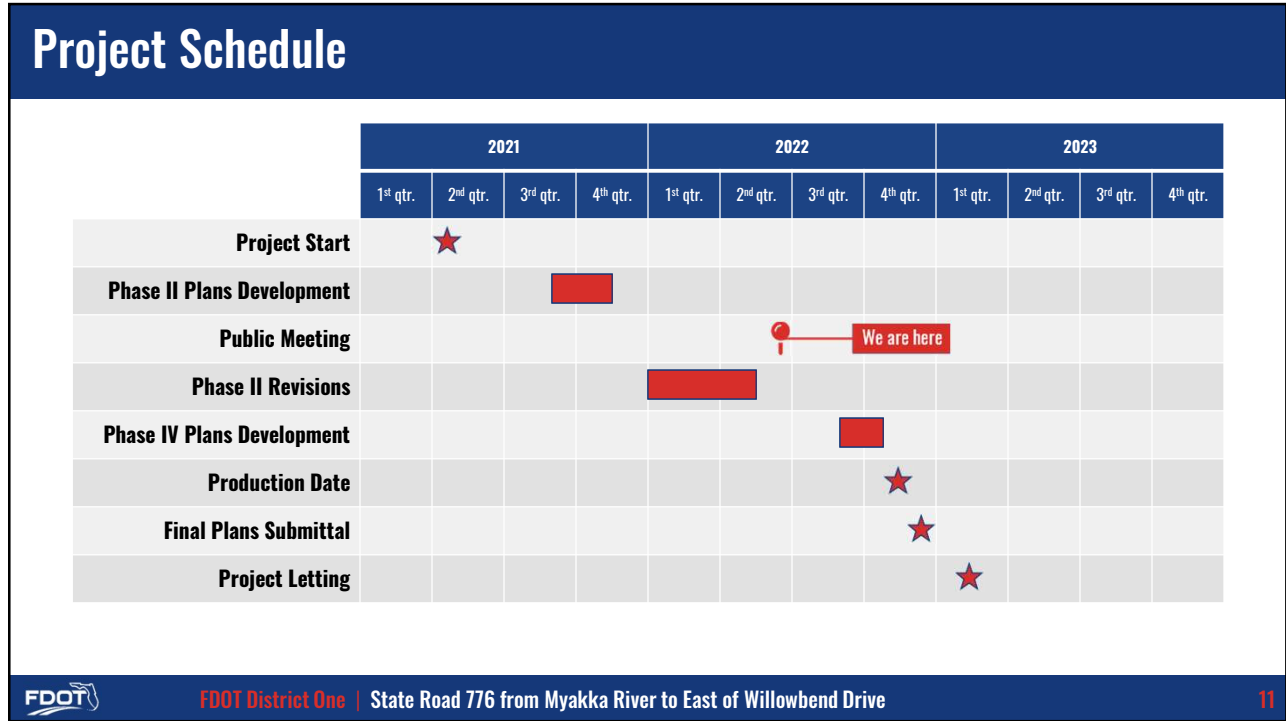 Project Schedule
2021 2022 2023
1st qtr. 2nd qtr. 3rd qtr. 4th qtr. 1st qtr. 2nd qtr. 3rd qtr. 4th qtr. 1st qtr. 2nd qtr. 3rd qtr. 4th qtr.
Project Start
Phase II Plans Development
Public Meeting We are here
Phase II Revisions
Phase IV Plans Development
Production Date
Final Plans Submittal
Project Letting
FDOT FDOT District One | State Road 776 from Myakka River to East of Willowbend Drive 11